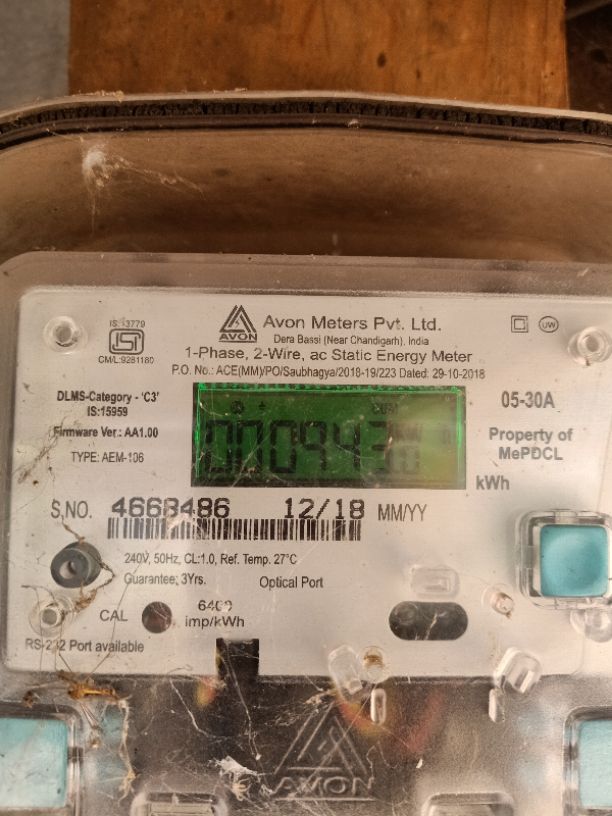 IS:13779
CM/L:9281180
AVON
Avon Meters Pvt. Ltd.
Dera Bassi (Near Chandigarh), India
UW
1-Phase, 2-Wire, ac Static Energy Meter
P.O. No.: ACE(MM)/PO/Saubhagya/2018-19/223 Dated: 29-10-2018
DLMS-Category - 'C3'
IS:15959
Firmware Ver.: AA1.00
TYPE: AEM-106
05-30A
Property of
MePDCL
kWh
S.NO. 4668486 12/18 MM/YY
240V, 50Hz, CL:1.0, Ref. Temp. 27°C
Guarantee; 3Yrs. Optical Port
CAL
6400
imp/kWh
RS-232 Port available
AVON